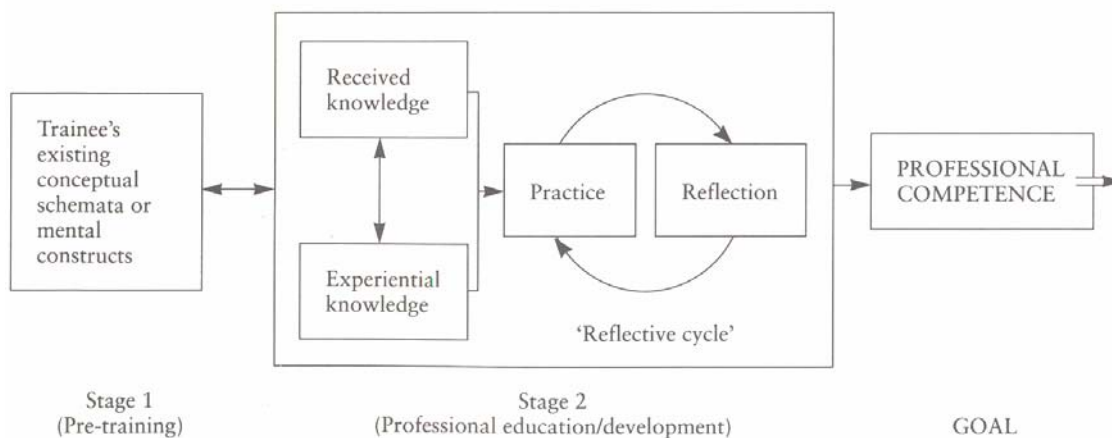 Trainee's
existing
conceptual
schemata or
mental
constructs
Received
knowledge
Experiential
knowledge
Practice
Reflection
'Reflective cycle'
PROFESSIONAL
COMPETENCE
Stage 1
(Pre-training)
Stage 2
(Professional education/development)
GOAL